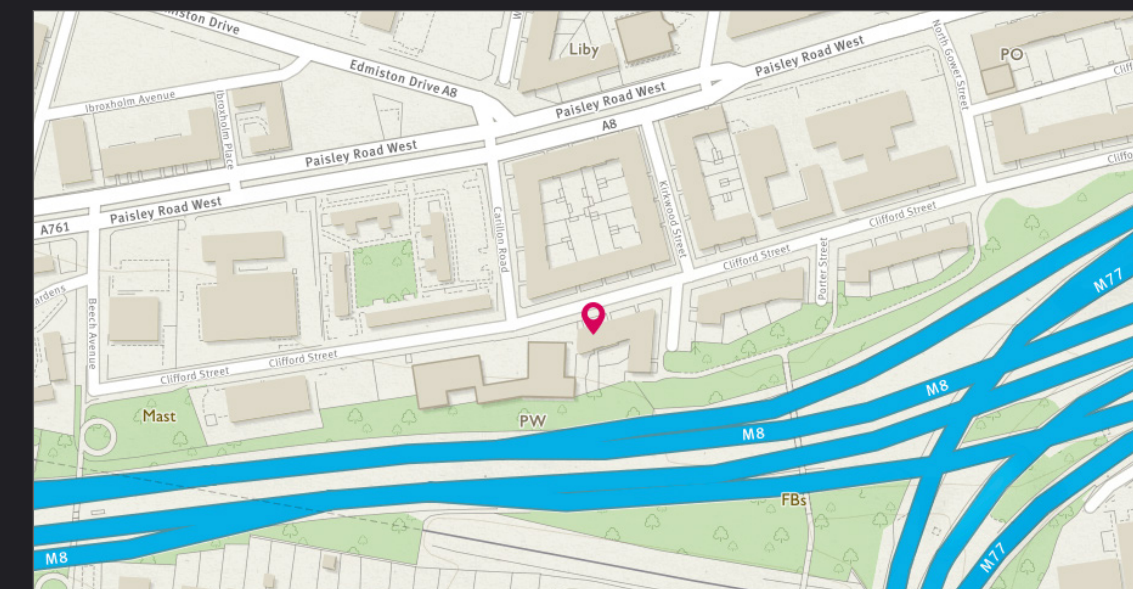 Edmiston Drive A8
Ibroxholm Avenue
Ibroxholm Place
Liby
North Gower Street
PO
Paisley Road West
Paisley Road West
A8
Paisley Road West
Paisley Road West
A761
Carillon Road
Kirkwood Street
Clifford Street
Clifford Street
Porter Street
Beech Avenue
M77
Clifford Street
Clifford Street
Mast
PW
M8
M8
FBs
M8
M77